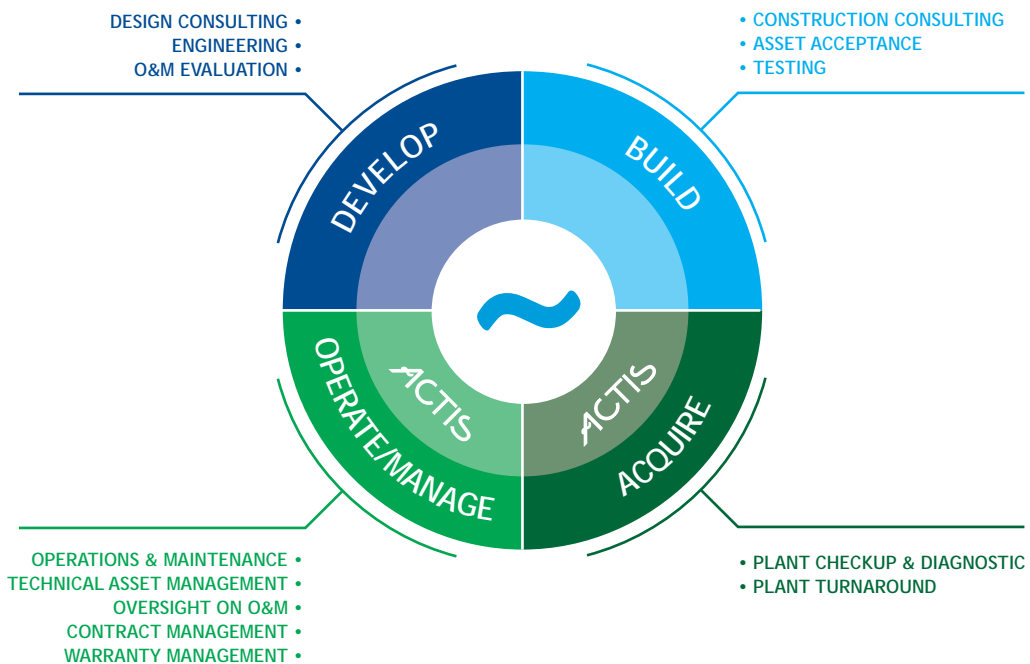 DESIGN CONSULTING •
ENGINEERING •
O&M EVALUATION •
• CONSTRUCTION CONSULTING
• ASSET ACCEPTANCE
• TESTING
DEVELOP
BUILD
OPERATE/MANAGE
ACTIS
ACTIS
ACQUIRE
OPERATIONS & MAINTENANCE •
TECHNICAL ASSET MANAGEMENT •
OVERSIGHT ON O&M •
CONTRACT MANAGEMENT •
WARRANTY MANAGEMENT •
• PLANT CHECKUP & DIAGNOSTIC
• PLANT TURNAROUND